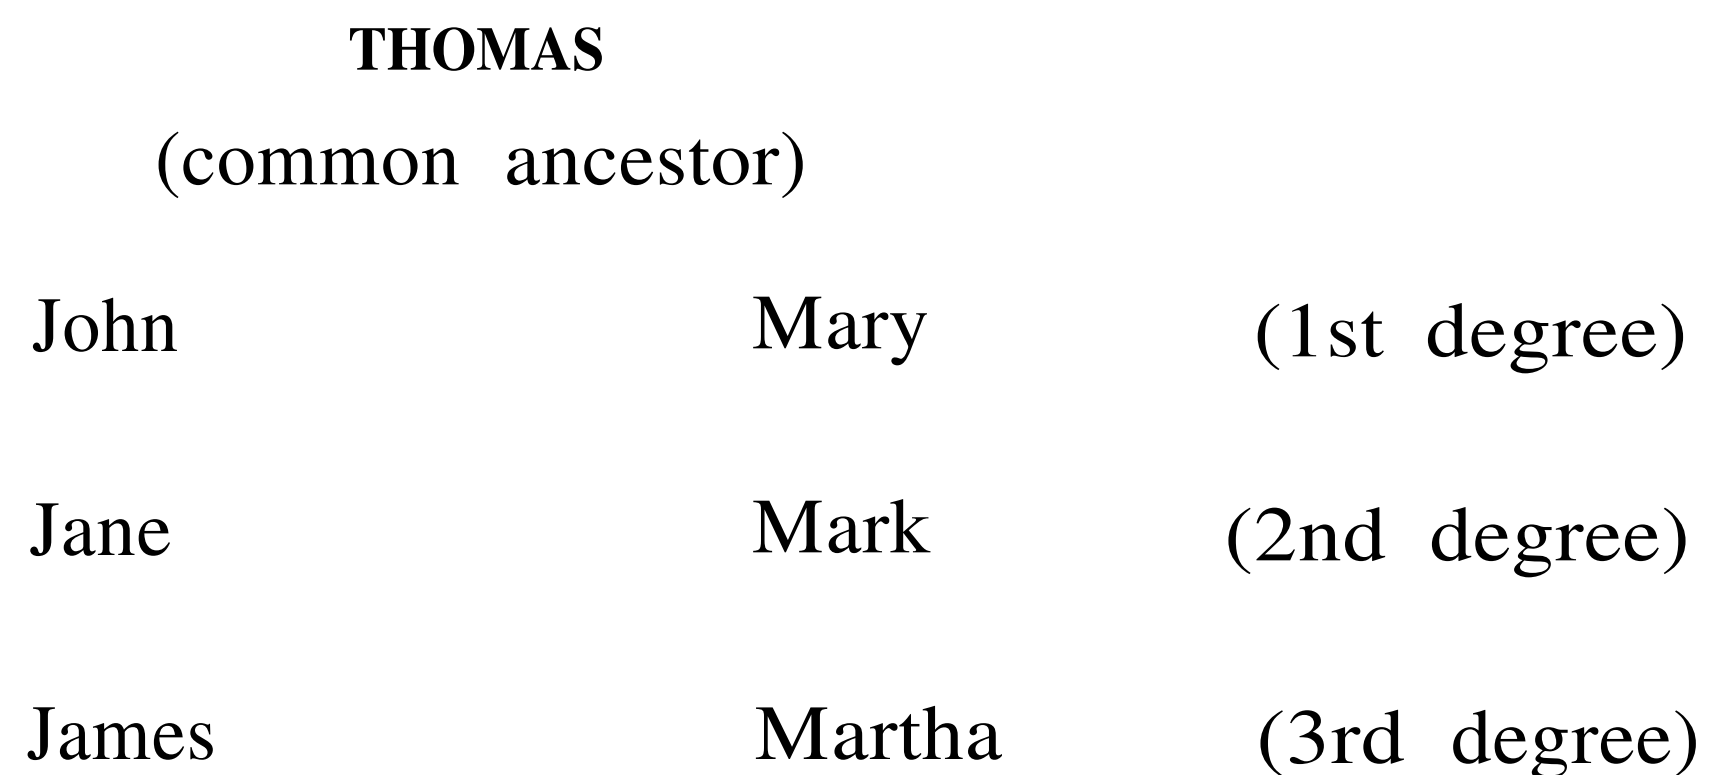 THOMAS
(common ancestor)
John Mary (1st degree)
Jane Mark (2nd degree)
James Martha (3rd degree)